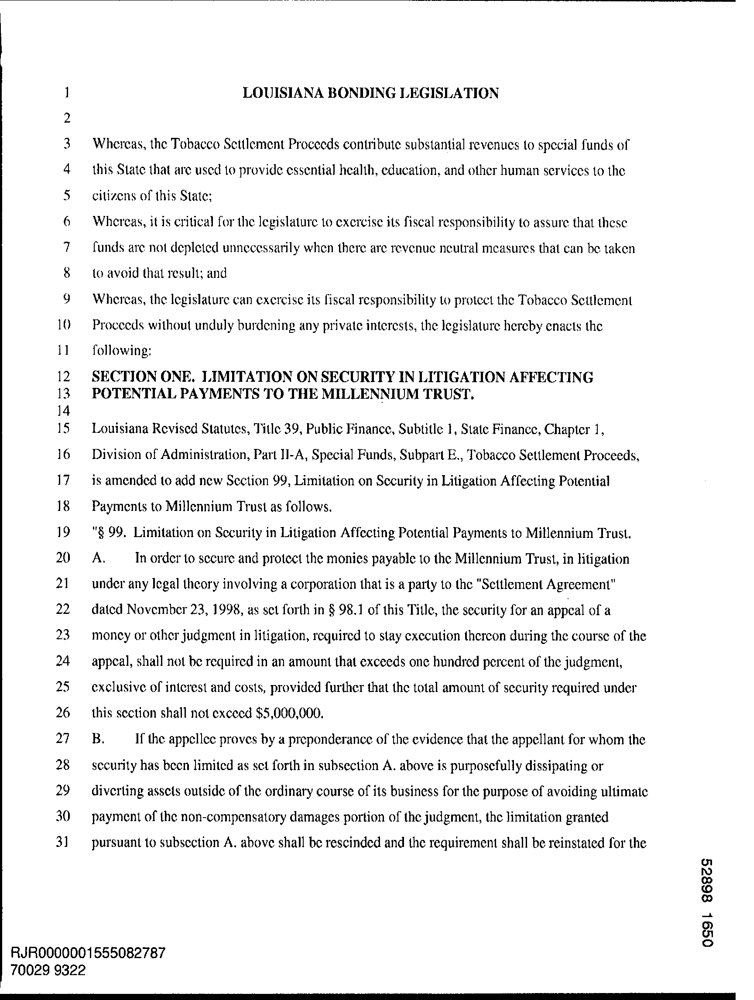 1 LOUISIANA BONDING LEGISLATION
2
3 Whereas, the Tobacco Settlement Proceeds contribute substantial revenues to special funds of
4 this State that are used to provide essential health, education, and other human services to the
5 citizens of this State;
6 Whereas, it is critical for the legislature to exercise its fiscal responsibility to assure that these
7 funds are not depleted unnecessarily when there are revenue neutral measures that can be taken
8 to avoid that result; and
9 Whereas, the legislature can exercise its fiscal responsibility to protect the Tobacco Settlement
10 Proceeds without unduly burdening any private interests, the legislature hereby enacts the
11 following:
12 SECTION ONE. LIMITATION ON SECURITY IN LITIGATION AFFECTING
13 POTENTIAL PAYMENTS TO THE MILLENNIUM TRUST.
14
15 Louisiana Revised Statutes, Title 39, Public Finance, Subtitle 1, State Finance, Chapter 1,
16 Division of Administration, Part II-A, Special Funds, Subpart E., Tobacco Settlement Proceeds,
17 is amended to add new Section 99, Limitation on Security in Litigation Affecting Potential
18 Payments to Millennium Trust as follows.
19 "§ 99. Limitation on Security in Litigation Affecting Potential Payments to Millennium Trust.
20 A. In order to secure and protect the monies payable to the Millennium Trust, in litigation
21 under any legal theory involving a corporation that is a party to the "Settlement Agreement"
22 dated November 23, 1998, as set forth in § 98.1 of this Title, the security for an appeal of a
23 money or other judgment in litigation, required to stay execution thereon during the course of the
24 appeal, shall not be required in an amount that exceeds one hundred percent of the judgment,
25 exclusive of interest and costs, provided further that the total amount of security required under
26 this section shall not exceed $5,000,000.
27 B. If the appellee proves by a preponderance of the evidence that the appellant for whom the
28 security has been limited as set forth in subsection A. above is purposefully dissipating or
29 diverting assets outside of the ordinary course of its business for the purpose of avoiding ultimate
30 payment of the non-compensatory damages portion of the judgment, the limitation granted
31 pursuant to subsection A. above shall be rescinded and the requirement shall be reinstated for the
52898 1650
RJR0000001555082787
70029 9322